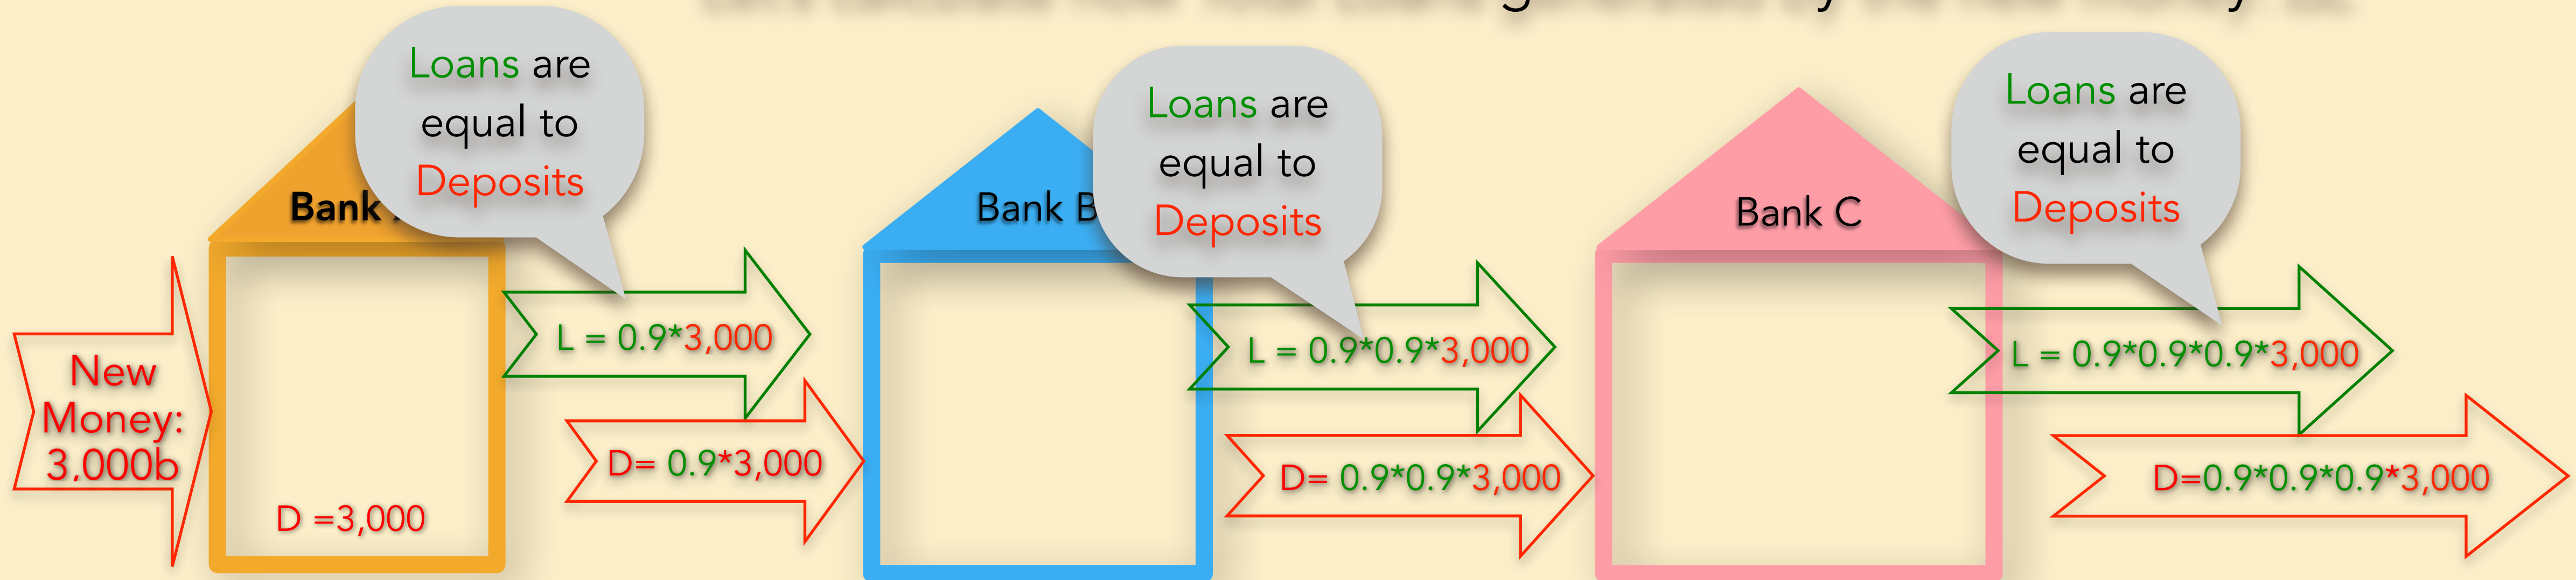 Loans are
equal to
Deposits
Loans are
equal to
Deposits
Loans are
equal to
Deposits
Bank
Bank B
Bank C
New
Money:
3,000b
D =3,000
L = 0.9*3,000
D= 0.9*3,000
L = 0.9*0.9*3,000
D= 0.9*0.9*3,000
L = 0.9*0.9*0.9*3,000
D=0.9*0.9*0.9*3,000